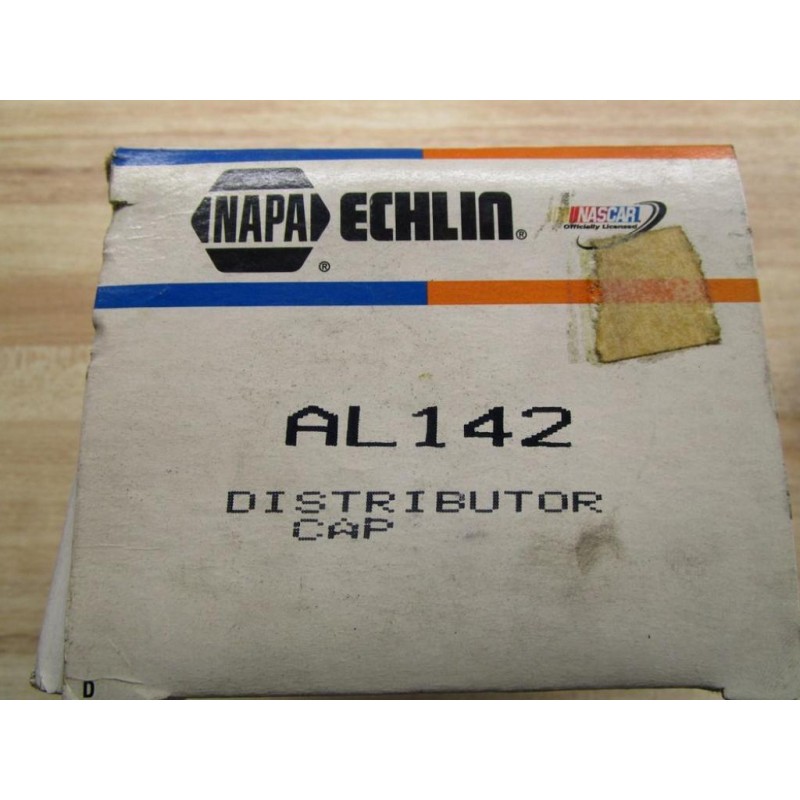 NAPA® ECHLIN®
NASCAR
Officially Licensed
AL142
DISTRIBUTOR
CAP
D